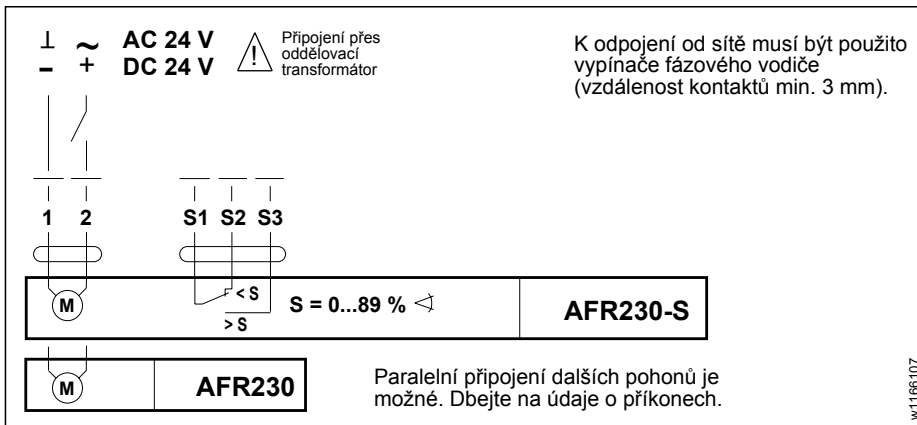 ⊥ ~ AC 24 V
– + DC 24 V
! Připojení přes
oddělovací
transformátor
K odpojení od sítě musí být použito
vypínače fázového vodiče
(vzdálenost kontaktů min. 3 mm).
1 2 S1 S2 S3
M
< S
> S
S = 0...89 % ∢
AFR230-S
M
AFR230
Paralelní připojení dalších pohonů je
možné. Dbejte na údaje o příkonech.
w1166107